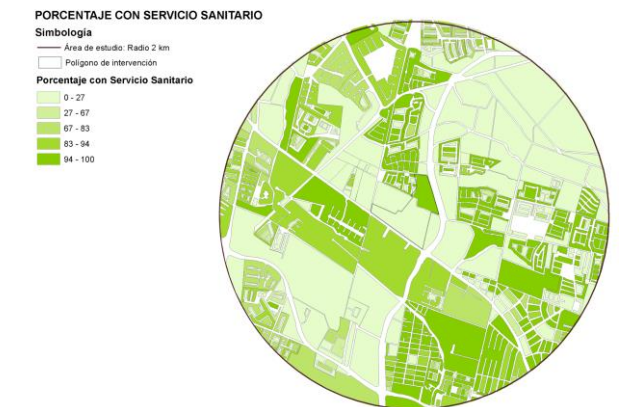 PORCENTAJE CON SERVICIO SANITARIO
Simbología
Área de estudio: Radio 2 km
Polígono de intervención
Porcentaje con Servicio Sanitario
0 - 27
27 - 67
67 - 83
83 - 94
94 - 100